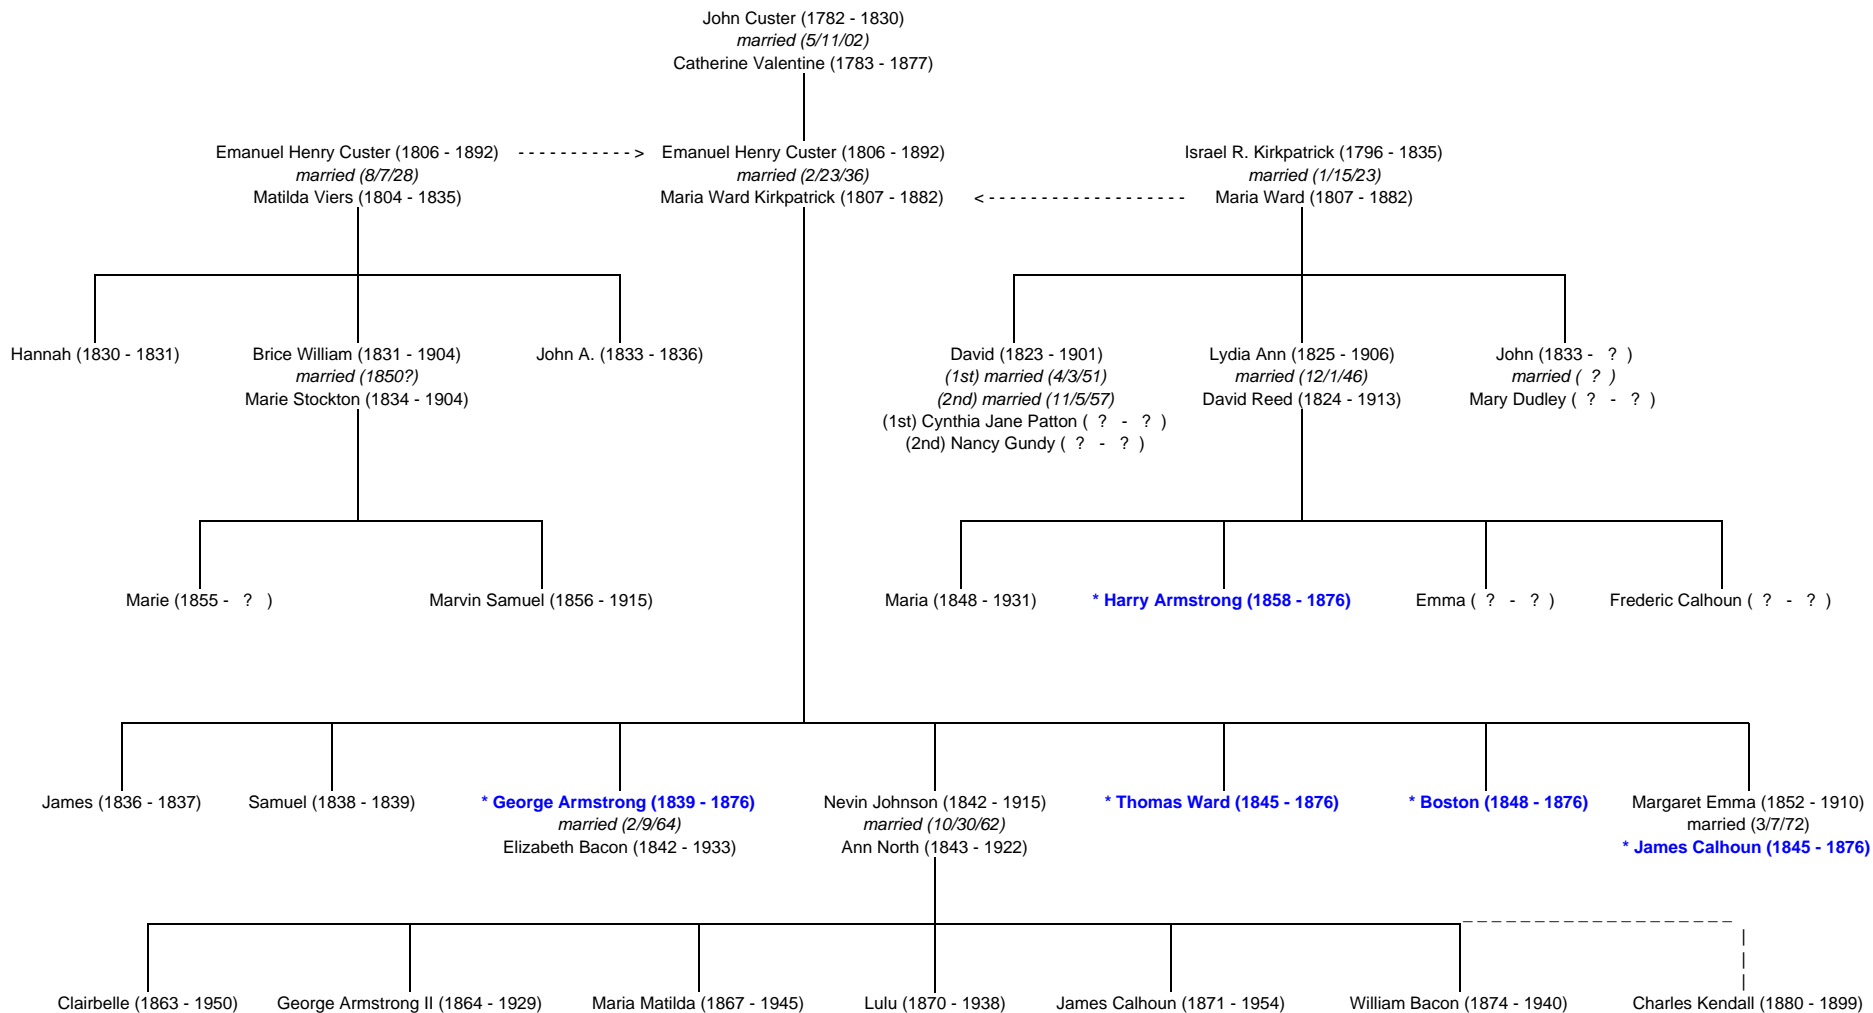 John Custer (1782 - 1830)
married (5/11/02)
Catherine Valentine (1783 - 1877)
Emanuel Henry Custer (1806 - 1892) - - - - - - - - - - - > Emanuel Henry Custer (1806 - 1892) Israel R. Kirkpatrick (1796 - 1835)
married (8/7/28) married (2/23/36) married (1/15/23)
Matilda Viers (1804 - 1835) Maria Ward Kirkpatrick (1807 - 1882) < - - - - - - - - - - - - - - - - - - - Maria Ward (1807 - 1882)
Hannah (1830 - 1831) Brice William (1831 - 1904) John A. (1833 - 1836) David (1823 - 1901) Lydia Ann (1825 - 1906) John (1833 - ? )
married (1850?) (1st) married (4/3/51) married (12/1/46) married ( ? )
Marie Stockton (1834 - 1904) (2nd) married (11/5/57) David Reed (1824 - 1913) Mary Dudley ( ? - ? )
(1st) Cynthia Jane Patton ( ? - ? )
(2nd) Nancy Gundy ( ? - ? )
Marie (1855 - ? ) Marvin Samuel (1856 - 1915) Maria (1848 - 1931) * Harry Armstrong (1858 - 1876) Emma ( ? - ? ) Frederic Calhoun ( ? - ? )
James (1836 - 1837) Samuel (1838 - 1839) * George Armstrong (1839 - 1876) Nevin Johnson (1842 - 1915) * Thomas Ward (1845 - 1876) * Boston (1848 - 1876) Margaret Emma (1852 - 1910)
married (2/9/64) married (10/30/62) married (3/7/72)
Elizabeth Bacon (1842 - 1933) Ann North (1843 - 1922) * James Calhoun (1845 - 1876)
Clairbelle (1863 - 1950) George Armstrong II (1864 - 1929) Maria Matilda (1867 - 1945) Lulu (1870 - 1938) James Calhoun (1871 - 1954) William Bacon (1874 - 1940) Charles Kendall (1880 - 1899)